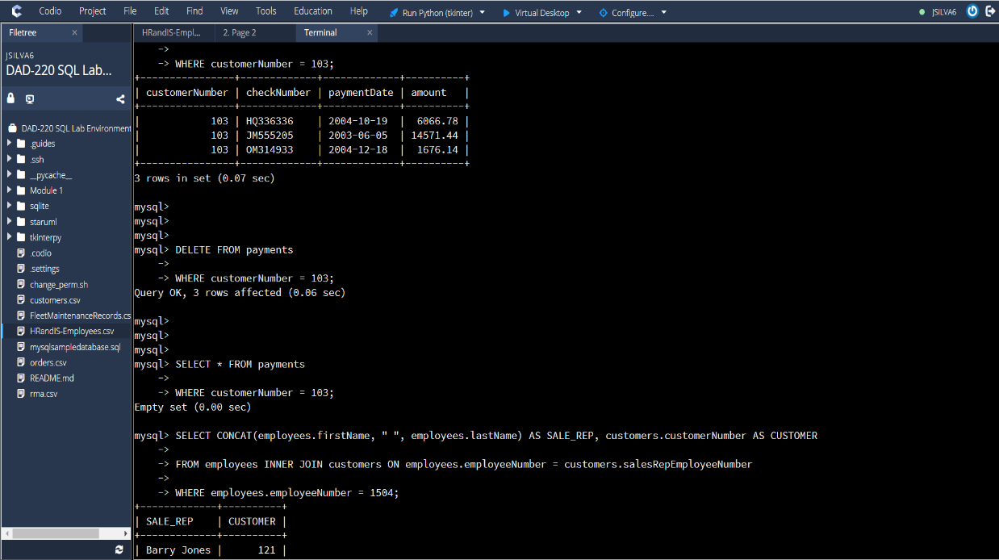 Codio Project File Edit Find View Tools Education Help Run Python (tkinter) Virtual Desktop Configure... JSILVA6
Filetree ×
HRandIS-Empl... 2. Page 2 Terminal ×
JSILVA6
DAD-220 SQL Lab...
DAD-220 SQL Lab Environment
.guides
.ssh
__pycache__
Module 1
sqlite
staruml
tkinterpy
.codio
.settings
change_perm.sh
customers.csv
FleetMaintenanceRecords.cs
HRandIS-Employees.csv
mysqlsampledatabase.sql
orders.csv
README.md
rma.csv
->
-> WHERE customerNumber = 103;
+----------------+-------------+-------------+----------+
| customerNumber | checkNumber | paymentDate | amount   |
+----------------+-------------+-------------+----------+
|            103 | HQ336336    | 2004-10-19  |  6066.78 |
|            103 | JM555205    | 2003-06-05  | 14571.44 |
|            103 | OM314933    | 2004-12-18  |  1676.14 |
+----------------+-------------+-------------+----------+
3 rows in set (0.07 sec)
mysql>
mysql>
mysql>
mysql> DELETE FROM payments
->
-> WHERE customerNumber = 103;
Query OK, 3 rows affected (0.06 sec)
mysql>
mysql>
mysql>
mysql> SELECT * FROM payments
->
-> WHERE customerNumber = 103;
Empty set (0.00 sec)
mysql> SELECT CONCAT(employees.firstName, " ", employees.lastName) AS SALE_REP, customers.customerNumber AS CUSTOMER
->
-> FROM employees INNER JOIN customers ON employees.employeeNumber = customers.salesRepEmployeeNumber
->
-> WHERE employees.employeeNumber = 1504;
+-------------+----------+
| SALE_REP    | CUSTOMER |
+-------------+----------+
| Barry Jones |      121 |